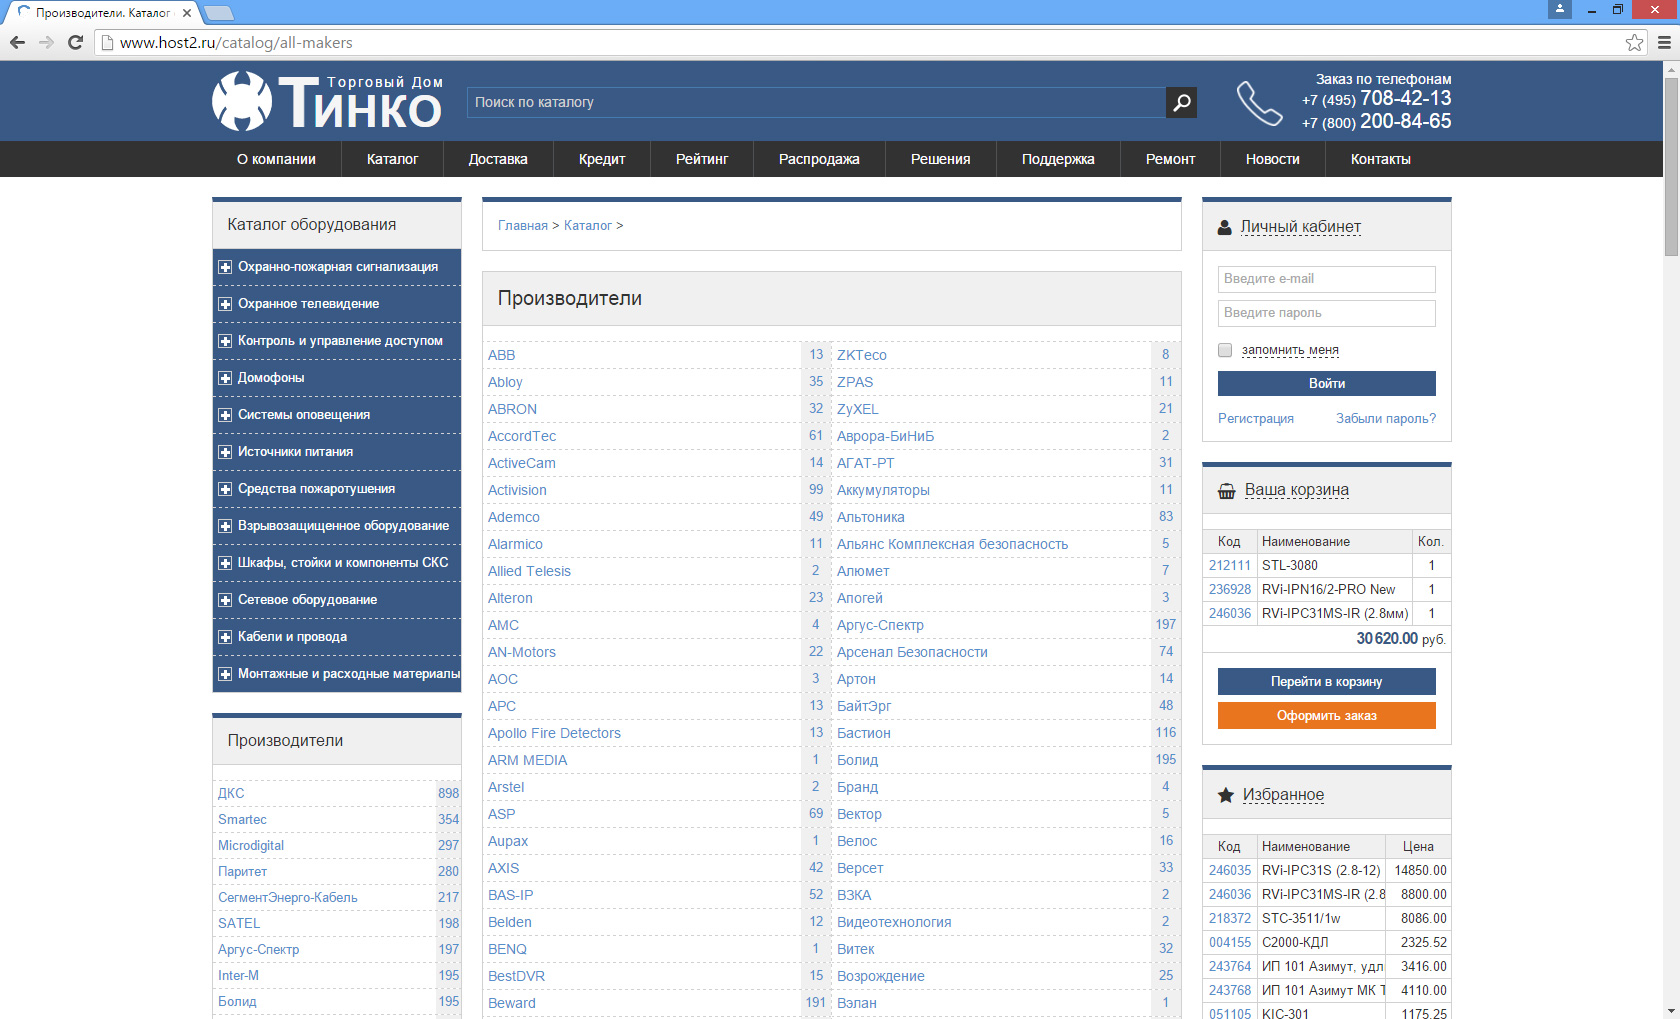 Производители. Каталог
www.host2.ru/catalog/all-makers
Торговый Дом
Тинко
Поиск по каталогу
Заказ по телефонам
+7 (495) 708-42-13
+7 (800) 200-84-65
О компании Каталог Доставка Кредит Рейтинг Распродажа Решения Поддержка Ремонт Новости Контакты
Каталог оборудования
Охранно-пожарная сигнализация
Охранное телевидение
Контроль и управление доступом
Домофоны
Системы оповещения
Источники питания
Средства пожаротушения
Взрывозащищенное оборудование
Шкафы, стойки и компоненты СКС
Сетевое оборудование
Кабели и провода
Монтажные и расходные материалы
Производители
ДКС 898
Smartec 354
Microdigital 297
Паритет 280
СегментЭнерго-Кабель 217
SATEL 198
Аргус-Спектр 197
Inter-M 195
Болид 195
Главная > Каталог >
Производители
ABB 13 ZKTeco 8
Abloy 35 ZPAS 11
ABRON 32 ZyXEL 21
AccordTec 61 Аврора-БиНиБ 2
ActiveCam 14 АГАТ-РТ 31
Activision 99 Аккумуляторы 11
Ademco 49 Альтоника 83
Alarmico 11 Альянс Комплексная безопасность 5
Allied Telesis 2 Алюмет 7
Alteron 23 Апогей 3
AMC 4 Аргус-Спектр 197
AN-Motors 22 Арсенал Безопасности 74
AOC 3 Артон 14
APC 13 БайтЭрг 48
Apollo Fire Detectors 13 Бастион 116
ARM MEDIA 1 Болид 195
Arstel 2 Бранд 4
ASP 69 Вектор 5
Aupax 1 Велос 16
AXIS 42 Версет 33
BAS-IP 52 ВЗКА 2
Belden 12 Видеотехнология 2
BENQ 1 Витек 32
BestDVR 15 Возрождение 25
Beward 191 Вэлан 1
Личный кабинет
Введите e-mail
Введите пароль
запомнить меня
Войти
Регистрация Забыли пароль?
Ваша корзина
Код Наименование Кол.
212111 STL-3080 1
236928 RVi-IPN16/2-PRO New 1
246036 RVi-IPC31MS-IR (2.8мм) 1
30 620.00 руб.
Перейти в корзину
Оформить заказ
Избранное
Код Наименование Цена
246035 RVi-IPC31S (2.8-12) 14850.00
246036 RVi-IPC31MS-IR (2.8 8800.00
218372 STC-3511/1w 8086.00
004155 С2000-КДЛ 2325.52
243764 ИП 101 Азимут, удл 3416.00
243768 ИП 101 Азимут МК Т 4110.00
051105 KIC-301 1175.25